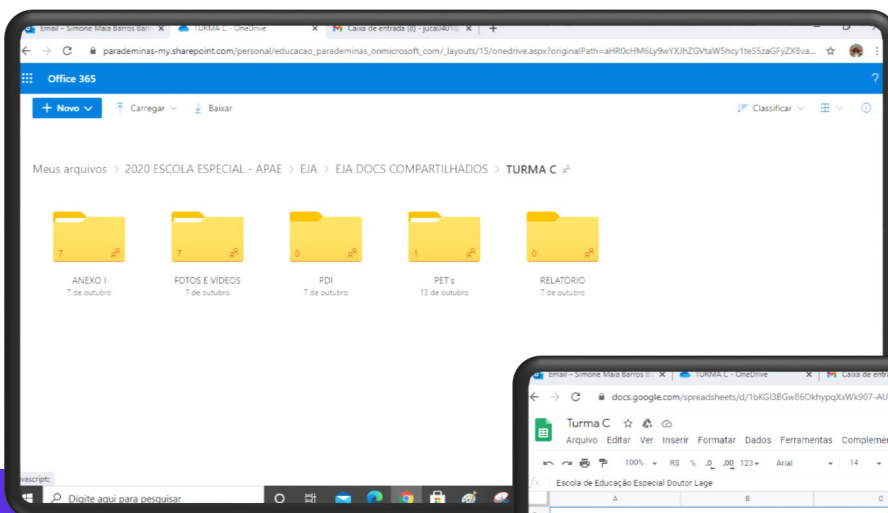 Email – Simone Maia Barros Barr
TURMA C - OneDrive
Caixa de entrada (8) - juca0401@
parademinas-my.sharepoint.com/personal/educacao_parademinas_onmicrosoft_com/_layouts/15/onedrive.aspx?originalPath=
Office 365
Novo
Carregar
Baixar
Classificar
Meus arquivos > 2020 ESCOLA ESPECIAL - APAE > EJA > EJA DOCS COMPARTILHADOS > TURMA C
7 7 0 1 0
ANEXO I FOTOS E VÍDEOS PDI PET's RELATÓRIO
7 de outubro 7 de outubro 7 de outubro 13 de outubro 7 de outubro
Digite aqui para pesquisar
Email – Simone Maia Barros B
TURMA C - OneDrive
Caixa de entr
docs.google.com/spreadsheets/d/
Turma C
Arquivo Editar Ver Inserir Formatar Dados Ferramentas Complemen
100% R$ % .0 .00 123 Arial 14
fx Escola de Educação Especial Doutor Lage
A B C